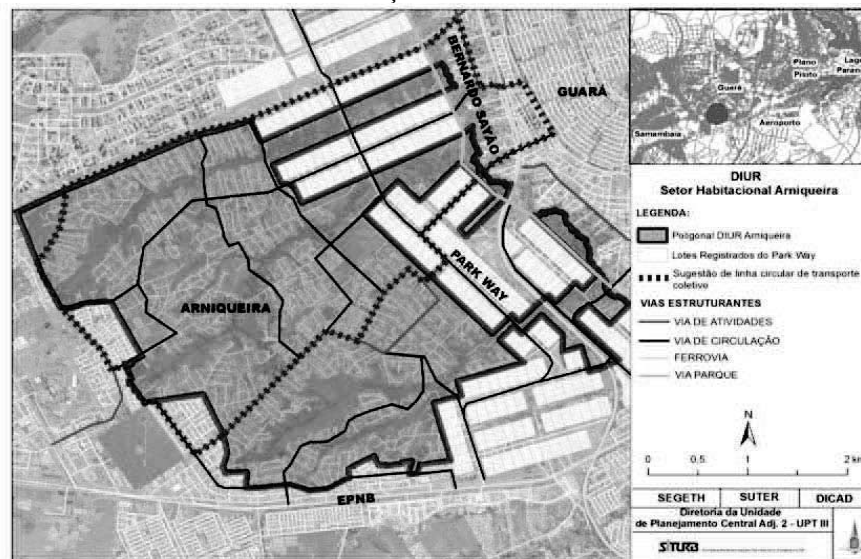 BERNARDO SAYÃO
GUARÁ
ARNIQUEIRA
PARK WAY
EPNB
Plano
Piloto
Lago
Guará
Samambaia
Aeroporto
DIUR
Setor Habitacional Arniqueira
LEGENDA:
Poligonal DIUR Arniqueira
Lotes Registrados do Park Way
Sugestão de linha circular de transporte
coletivo
VIAS ESTRUTURANTES
VIA DE ATIVIDADES
VIA DE CIRCULAÇÃO
FERROVIA
VIA PARQUE
N
0 0,5 1 2 km
SEGETH SUTER DICAD
Diretoria da Unidade
de Planejamento Central Adj. 2 - UPT III